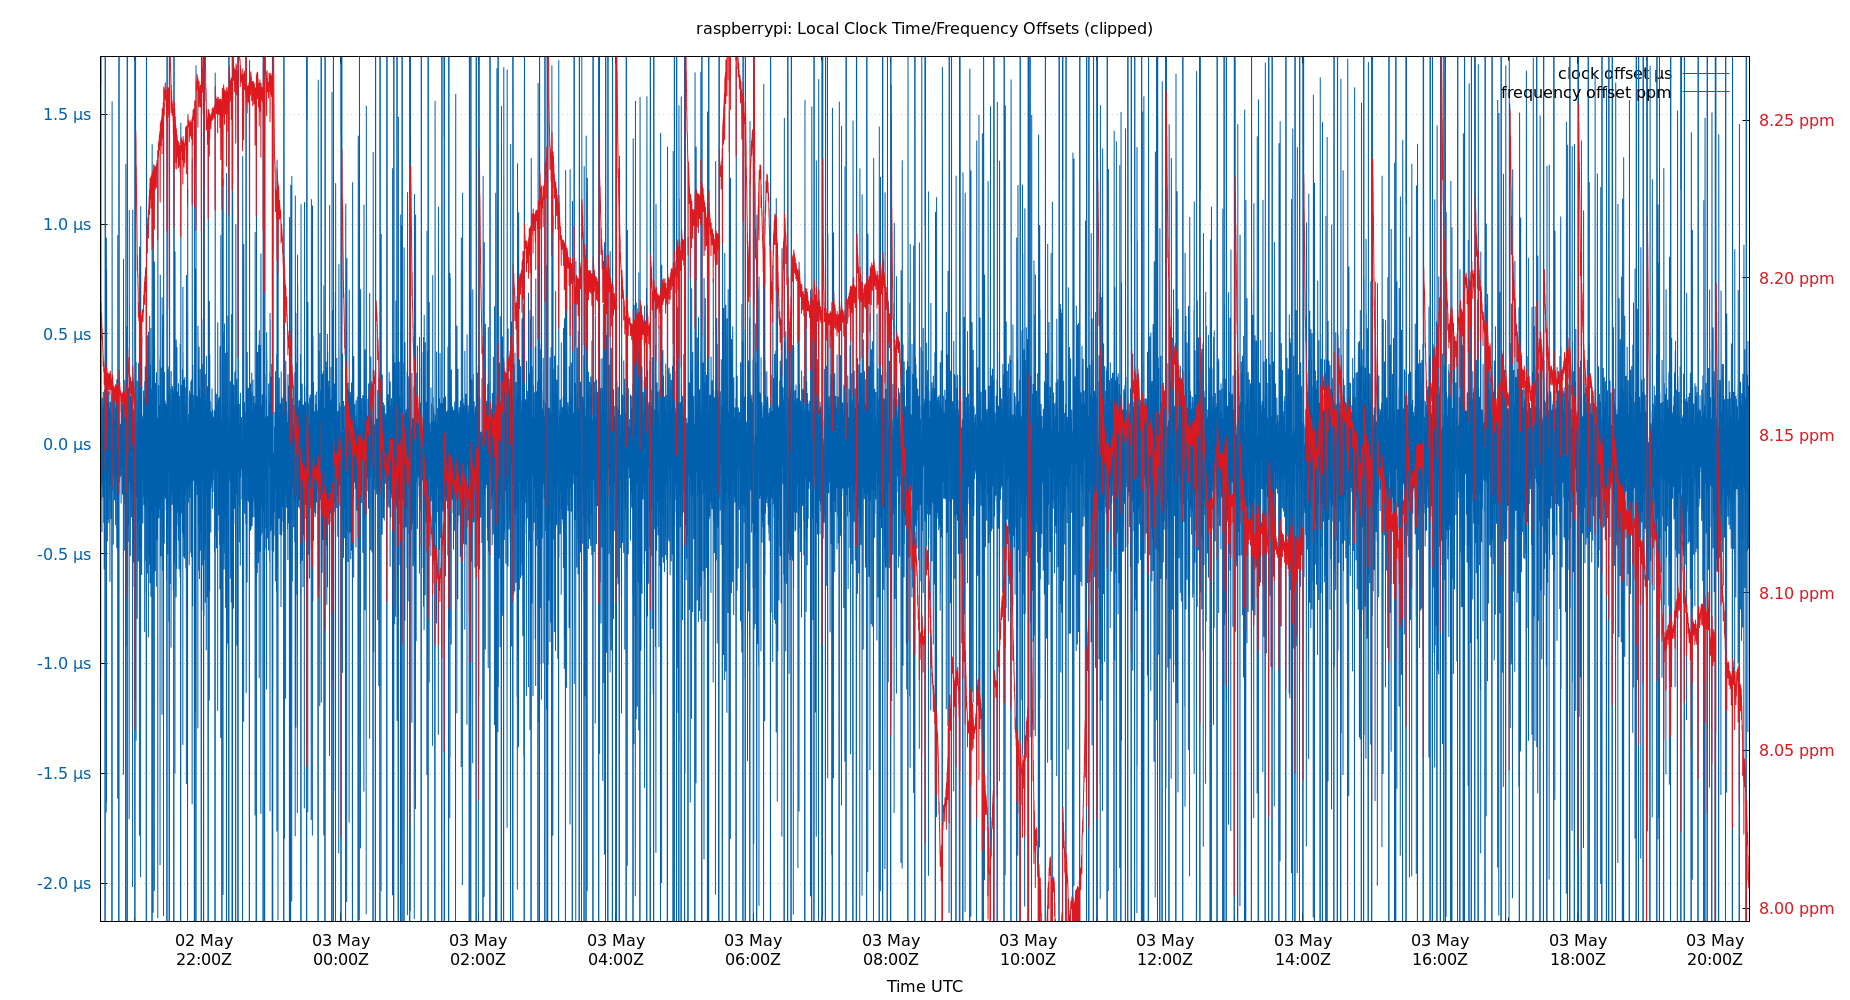 raspberrypi: Local Clock Time/Frequency Offsets (clipped)
clock offset µs
frequency offset ppm
1.5 µs
1.0 µs
0.5 µs
0.0 µs
-0.5 µs
-1.0 µs
-1.5 µs
-2.0 µs
8.25 ppm
8.20 ppm
8.15 ppm
8.10 ppm
8.05 ppm
8.00 ppm
02 May
22:00Z
03 May
00:00Z
03 May
02:00Z
03 May
04:00Z
03 May
06:00Z
03 May
08:00Z
03 May
10:00Z
03 May
12:00Z
03 May
14:00Z
03 May
16:00Z
03 May
18:00Z
03 May
20:00Z
Time UTC